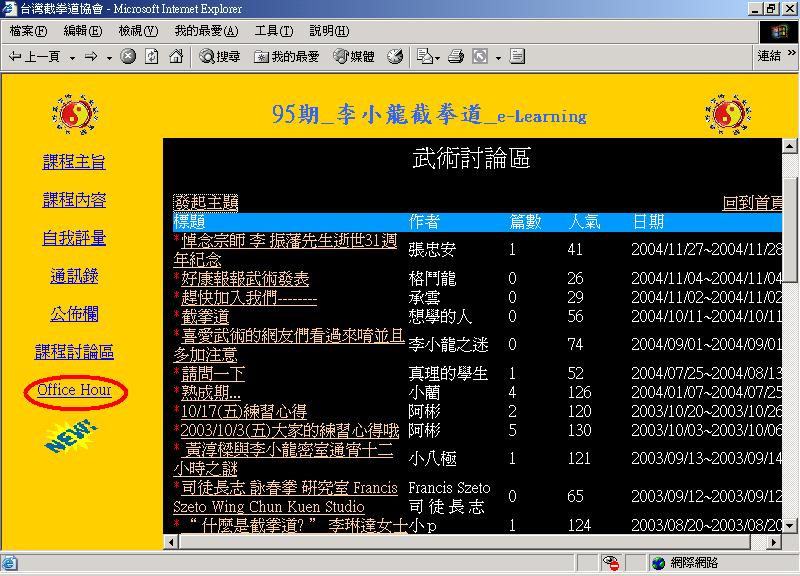 台灣截拳道協會 - Microsoft Internet Explorer
檔案(F) 編輯(E) 檢視(V) 我的最愛(A) 工具(T) 說明(H)
上一頁 搜尋 我的最愛 媒體 連結 »
95期_李小龍截拳道_e-Learning
課程主旨
課程內容
自我評量
通訊錄
公佈欄
課程討論區
Office Hour
NEW!
武術討論區
發起主題 回到首頁
標題 作者 篇數 人氣 日期
*悼念宗師 李 振藩先生逝世31週
年紀念 張忠安 1 41 2004/11/27~2004/11/28
*好康報報武術發表 格鬥龍 0 26 2004/11/04~2004/11/04
*趕快加入我們-------- 承雲 0 29 2004/11/02~2004/11/02
*截拳道 想學的人 0 56 2004/10/11~2004/10/11
*喜愛武術的網友們看過來唷並且
多加注意 李小龍之迷 0 74 2004/09/01~2004/09/01
*請問一下 真理的學生 1 52 2004/07/25~2004/08/13
*熟成期... 小蘭 4 126 2004/01/07~2004/07/25
*10/17(五)練習心得 阿彬 2 120 2003/10/20~2003/10/26
*2003/10/3(五)大家的練習心得哦 阿彬 5 130 2003/10/03~2003/10/06
* 黃淳樑與李小龍密室通宵十二
小時之謎 小八極 1 121 2003/09/13~2003/09/14
*司徒長志 詠春拳 研究室 Francis
Szeto Wing Chun Kuen Studio Francis Szeto
司 徒 長 志 0 65 2003/09/12~2003/09/12
* “ 什麼是截拳道? ” 李琳達女士 小p 1 124 2003/08/20~2003/08/20
網際網路